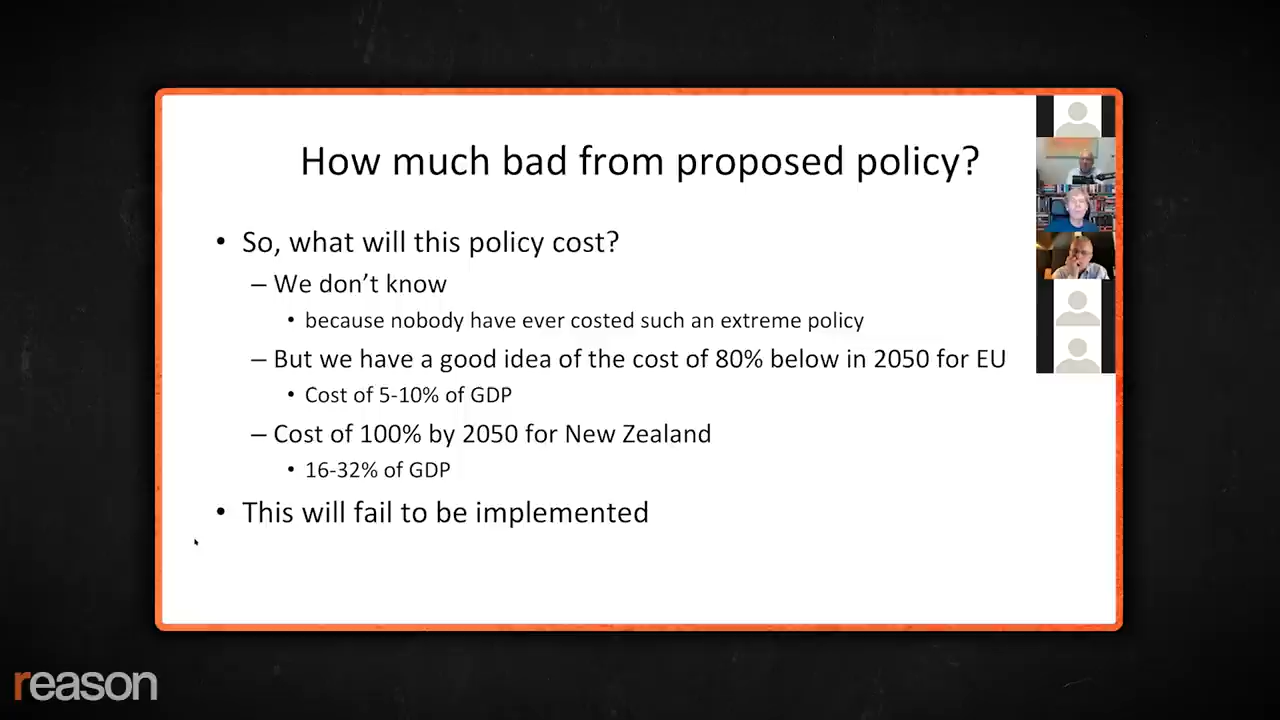 How much bad from proposed policy?
• So, what will this policy cost?
– We don't know
• because nobody have ever costed such an extreme policy
– But we have a good idea of the cost of 80% below in 2050 for EU
• Cost of 5-10% of GDP
– Cost of 100% by 2050 for New Zealand
• 16-32% of GDP
• This will fail to be implemented
reason